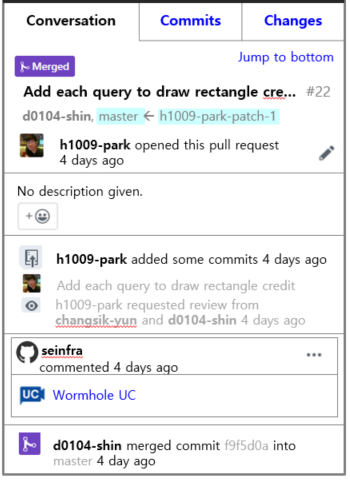 Conversation
Commits
Changes
Jump to bottom
Merged
Add each query to draw rectangle cre... #22
d0104-shin, master ← h1009-park-patch-1
h1009-park opened this pull request
4 days ago
No description given.
+
h1009-park added some commits 4 days ago
Add each query to draw rectangle credit
h1009-park requested review from
changsik-yun and d0104-shin 4 days ago
seinfra
commented 4 days ago
UC Wormhole UC
d0104-shin merged commit f9f5d0a into
master 4 day ago